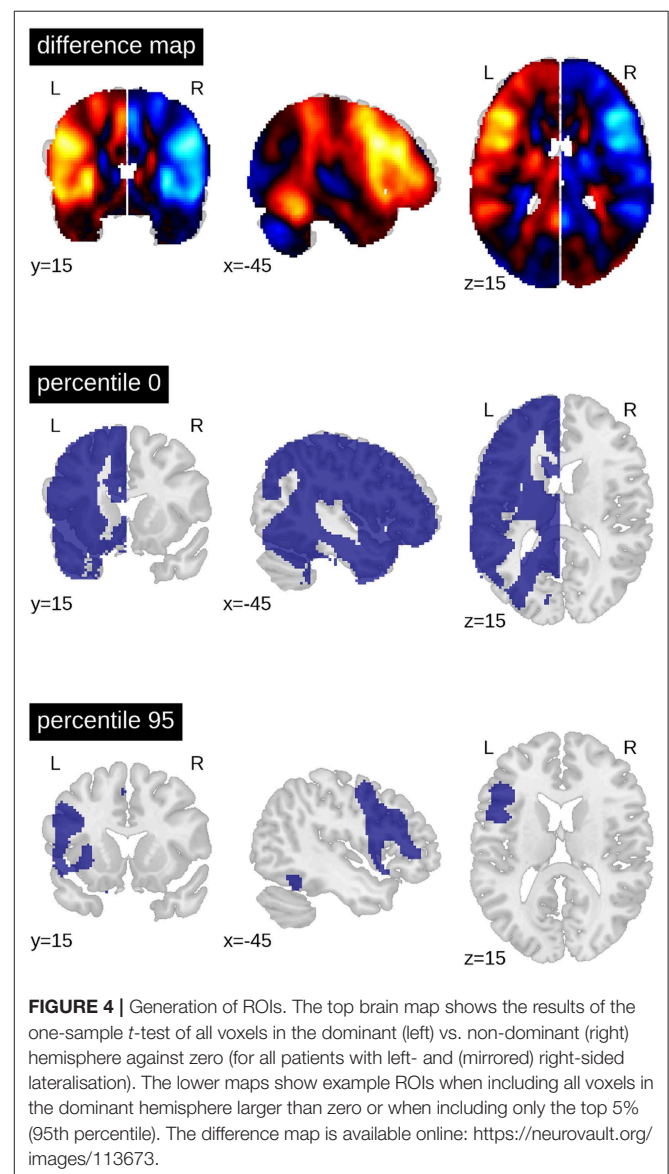 difference map
L R L R
y=15 x=-45 z=15
percentile 0
L R L R
y=15 x=-45 z=15
percentile 95
L R L R
y=15 x=-45 z=15
FIGURE 4 | Generation of ROIs. The top brain map shows the results of the
one-sample t-test of all voxels in the dominant (left) vs. non-dominant (right)
hemisphere against zero (for all patients with left- and (mirrored) right-sided
lateralisation). The lower maps show example ROIs when including all voxels in
the dominant hemisphere larger than zero or when including only the top 5%
(95th percentile). The difference map is available online: https://neurovault.org/
images/113673.